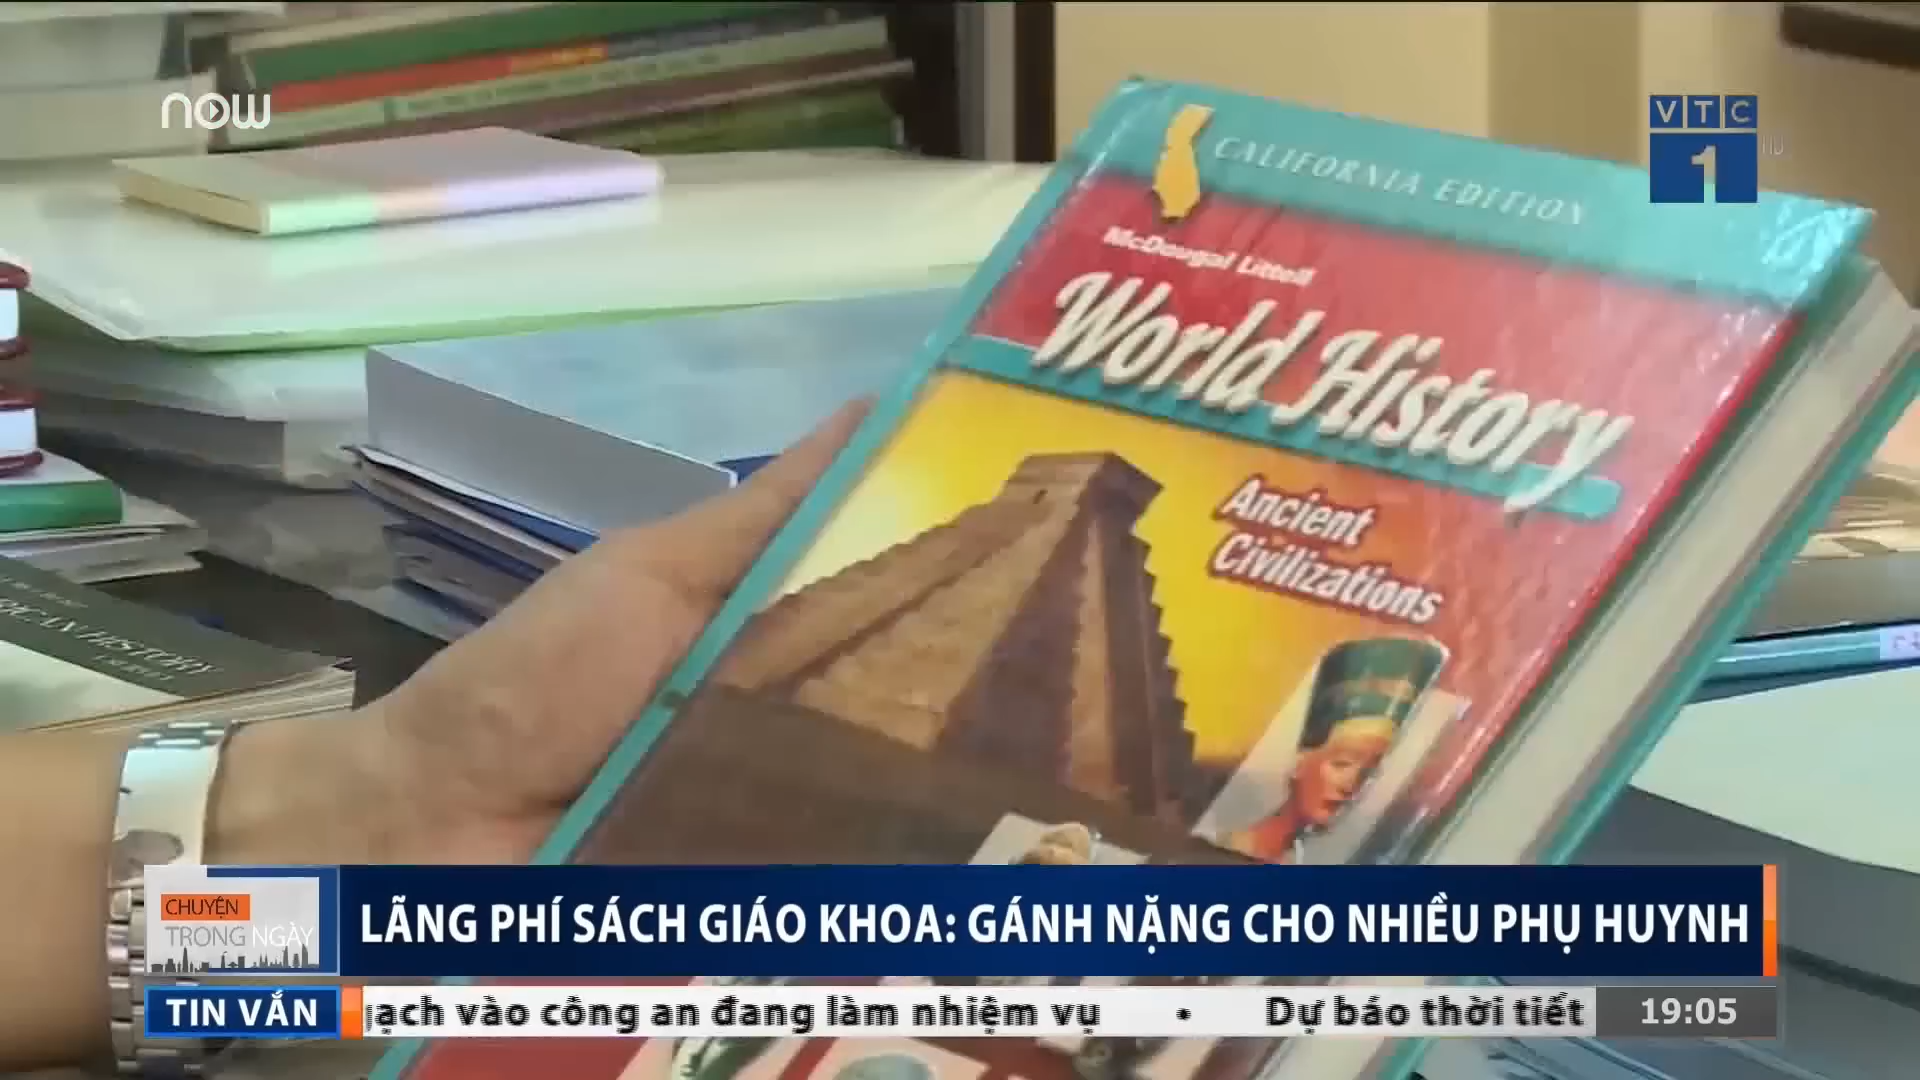 now
VTC
1
HD
CALIFORNIA EDITION
McDougal Littell
World History
Ancient
Civilizations
HISTORY
CHUYỆN
TRONG NGÀY
LÃNG PHÍ SÁCH GIÁO KHOA: GÁNH NẶNG CHO NHIỀU PHỤ HUYNH
TIN VẮN
ạch vào công an đang làm nhiệm vụ • Dự báo thời tiết
19:05